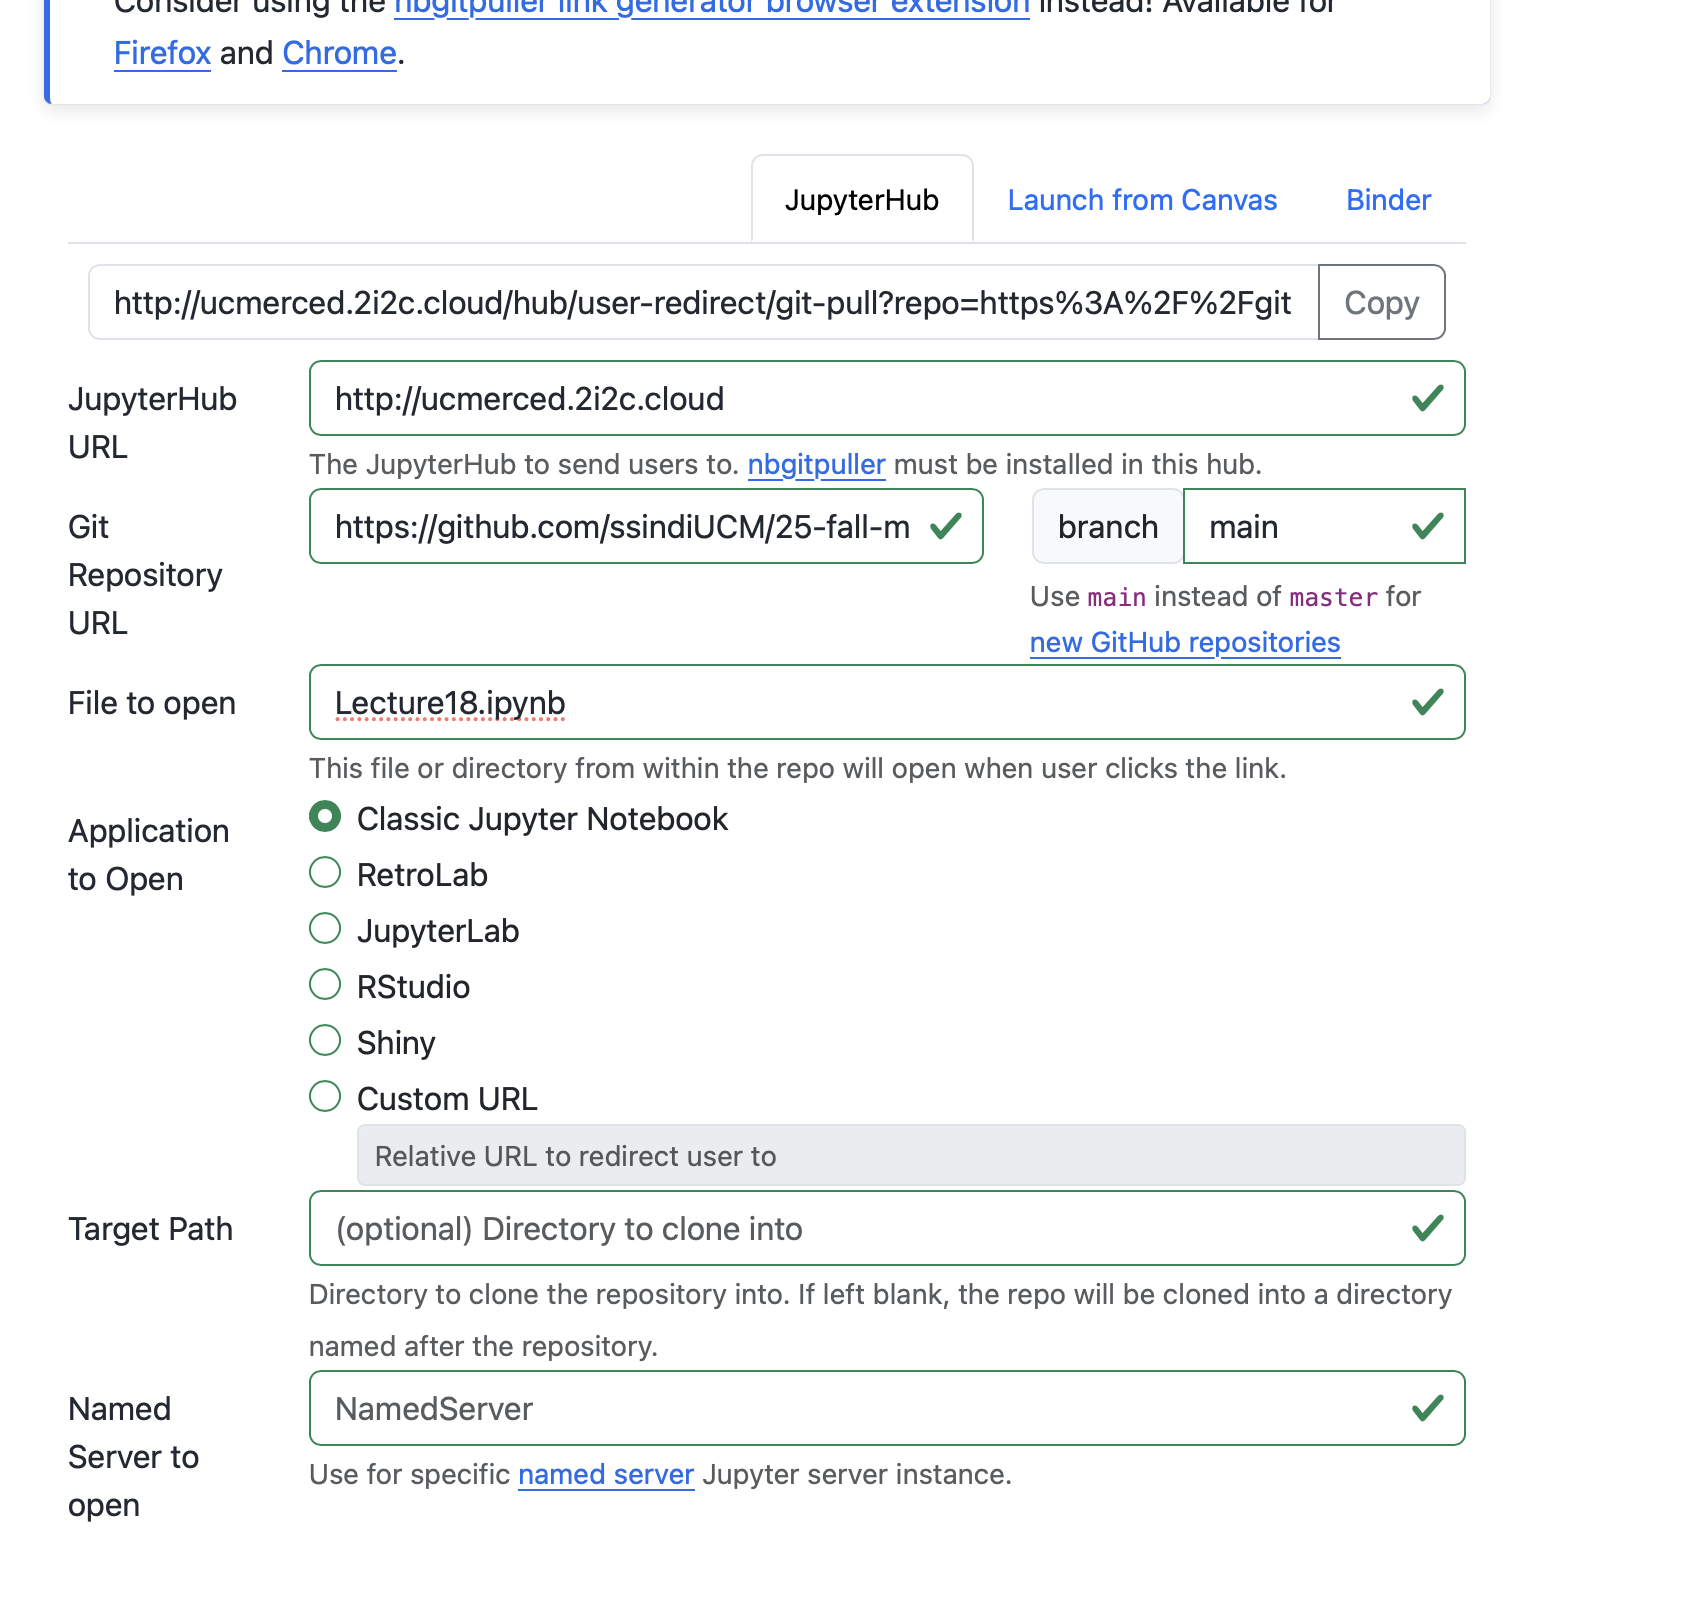 Consider using the nbgitpuller link generator browser extension instead! Available for
Firefox and Chrome.
JupyterHub
Launch from Canvas
Binder
http://ucmerced.2i2c.cloud/hub/user-redirect/git-pull?repo=https%3A%2F%2Fgit
Copy
JupyterHub
URL
http://ucmerced.2i2c.cloud
The JupyterHub to send users to. nbgitpuller must be installed in this hub.
Git
Repository
URL
https://github.com/ssindiUCM/25-fall-m
branch
main
Use main instead of master for
new GitHub repositories
File to open
Lecture18.ipynb
This file or directory from within the repo will open when user clicks the link.
Application
to Open
Classic Jupyter Notebook
RetroLab
JupyterLab
RStudio
Shiny
Custom URL
Relative URL to redirect user to
Target Path
(optional) Directory to clone into
Directory to clone the repository into. If left blank, the repo will be cloned into a directory
named after the repository.
Named
Server to
open
NamedServer
Use for specific named server Jupyter server instance.